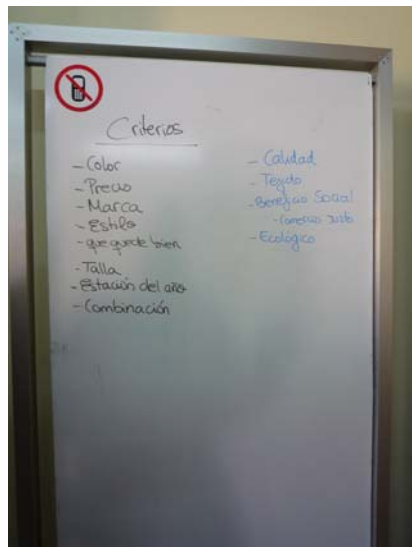 Criterios
- Color
- Precio
- Marca
- Estilo
- que quede bien
- Talla
- Estación del año
- Combinación
- Calidad
- Tejido
- Beneficio Social
- Comercio Justo
- Ecológico